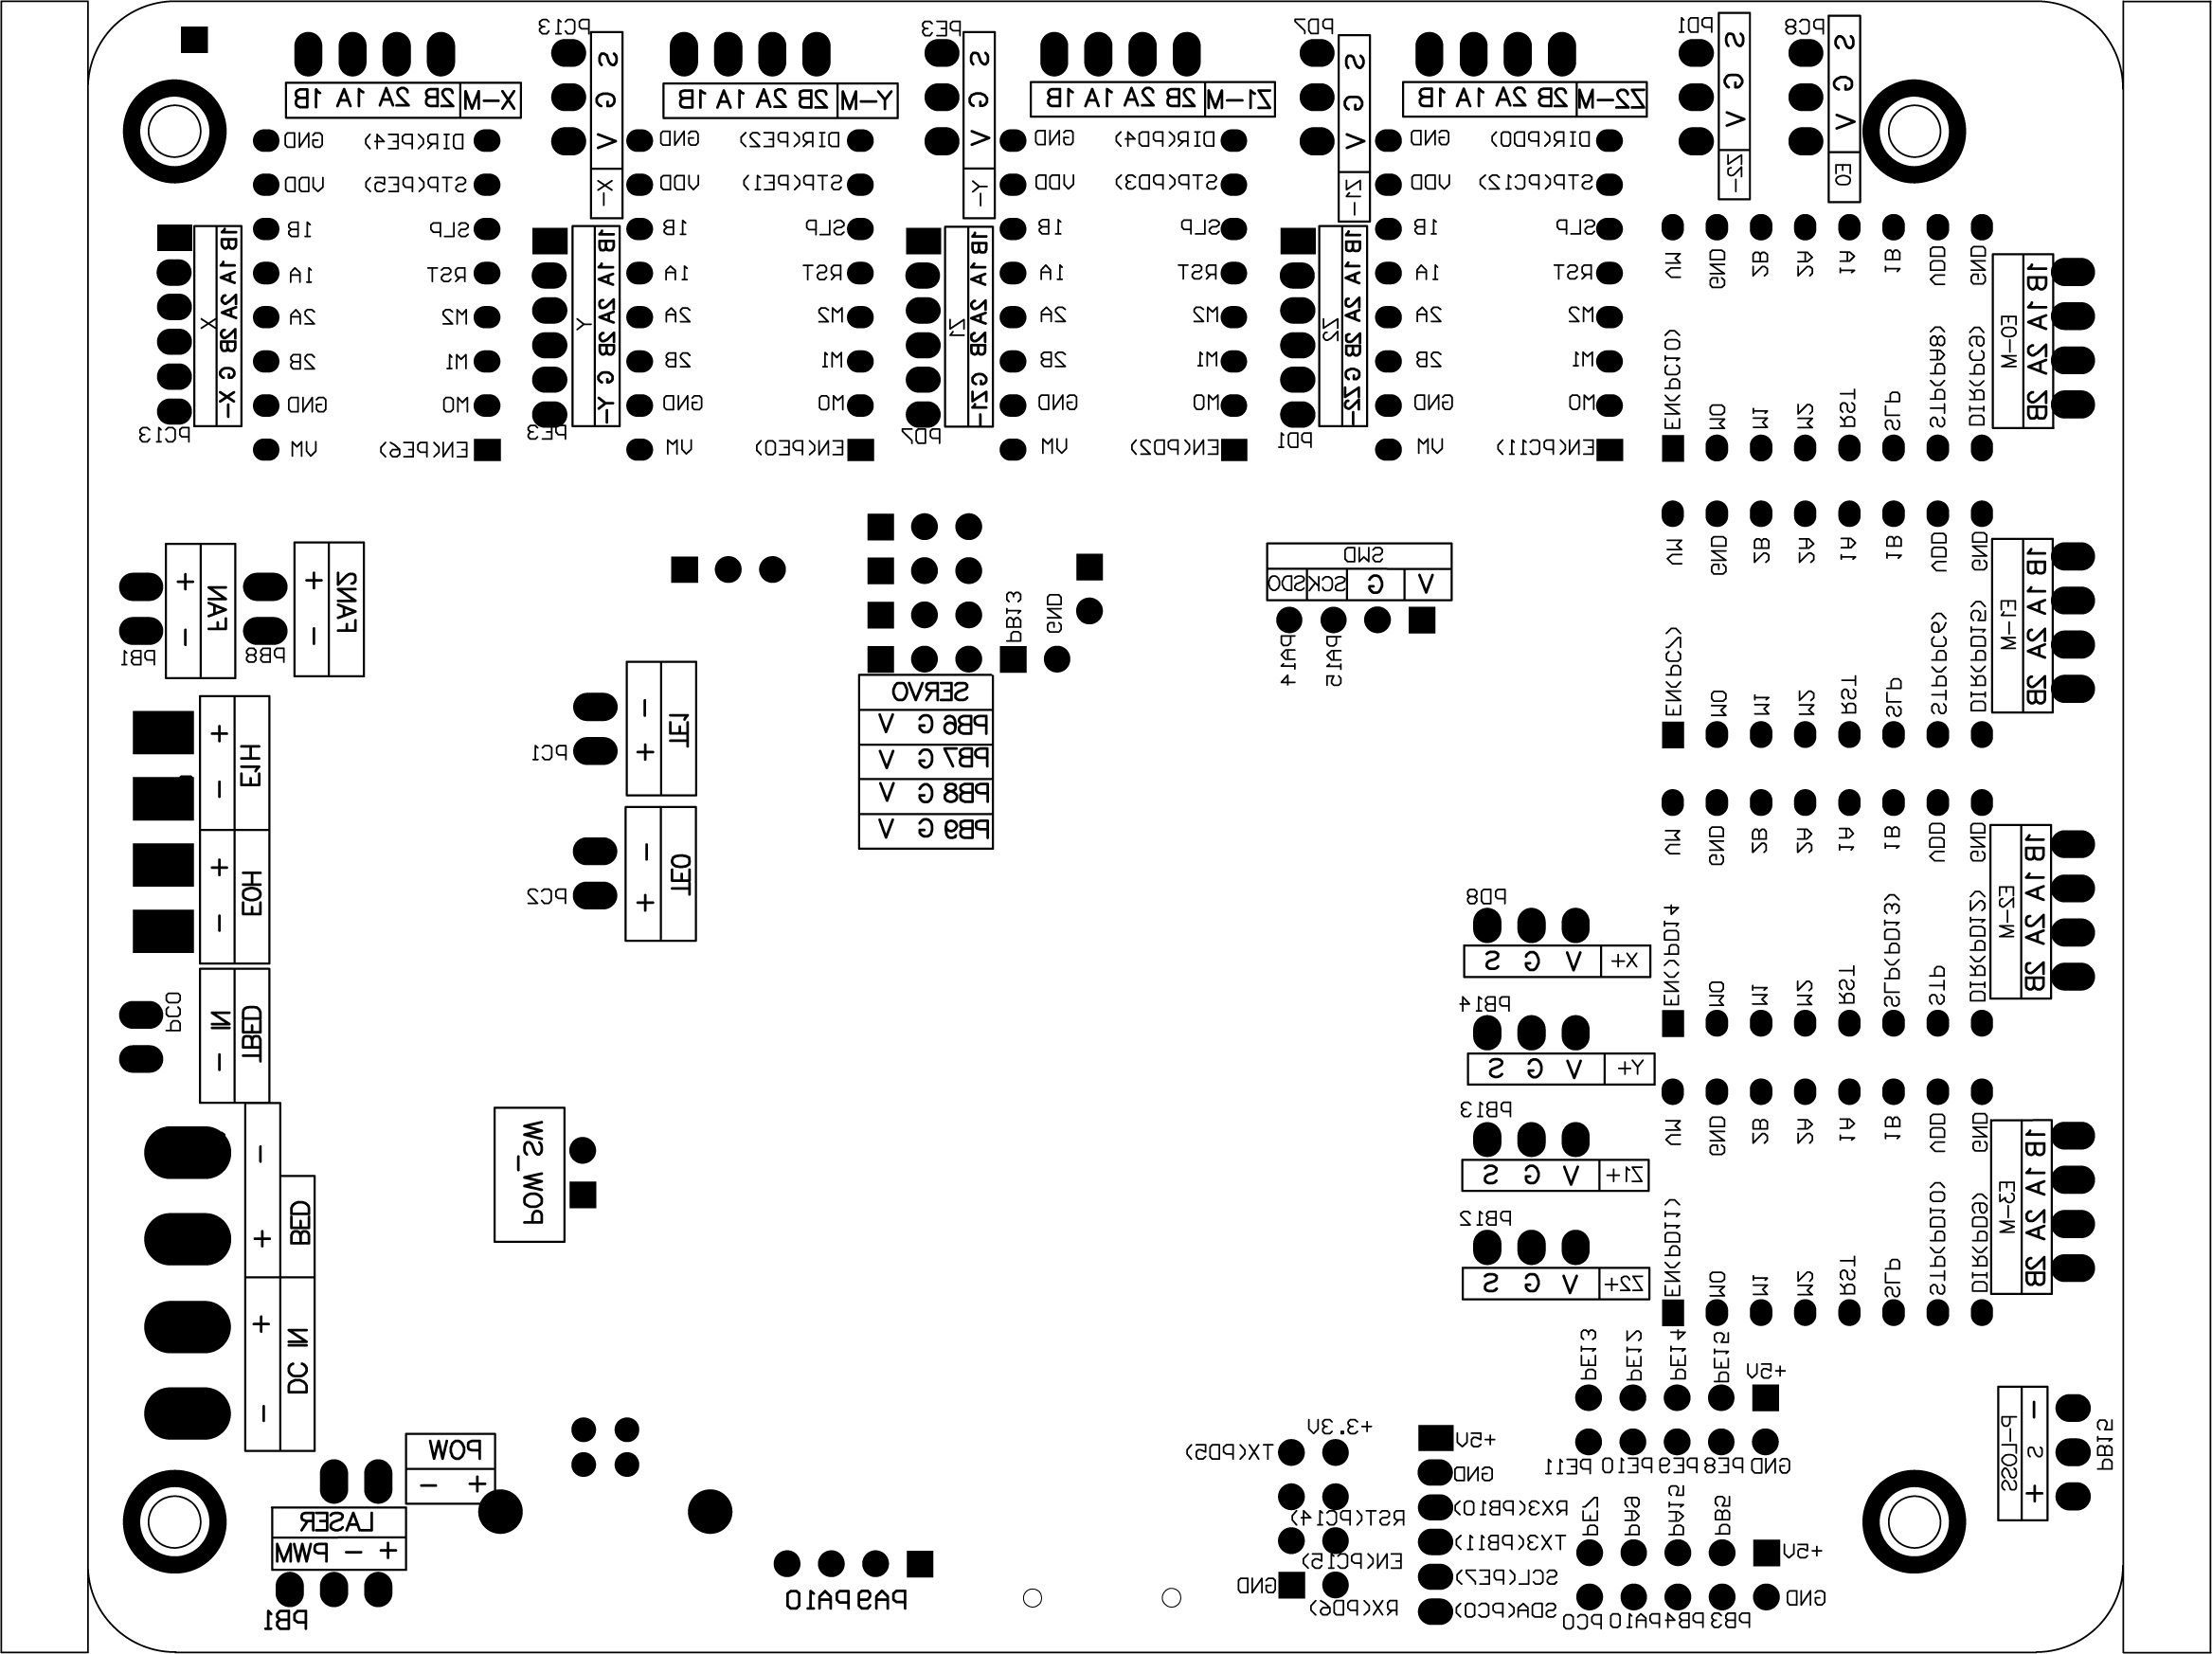 PC13
PE3
PD7
PD1
PC8
1B 1A 2A 2B X-M
S G V X-
1B 1A 2A 2B Y-M
S G V Y-
1B 1A 2A 2B Z1-M
S G V Z1-
1B 1A 2A 2B Z2-M
S G V Z2-
S G V E0
GND DIR(PE4)
VDD STP(PE5)
1B SLP
1A RST
2A M2
2B M1
GND M0
VM EN(PE6)
X
1B 1A 2A 2B G X-
PC13
GND DIR(PE2)
VDD STP(PE1)
1B SLP
1A RST
2A M2
2B M1
GND M0
VM EN(PE0)
Y
1B 1A 2A 2B G Y-
PE3
GND DIR(PD4)
VDD STP(PD3)
1B SLP
1A RST
2A M2
2B M1
GND M0
VM EN(PD2)
Z1
1B 1A 2A 2B G Z1-
PD7
GND DIR(PD0)
VDD STP(PC12)
1B SLP
1A RST
2A M2
2B M1
GND M0
VM EN(PC11)
Z2
1B 1A 2A 2B G Z2-
PD1
VM GND 2B 2A 1A 1B VDD GND
EN(PC10) M0 M1 M2 RST SLP STP(PA8) DIR(PC9)
E0-M
1B 1A 2A 2B
VM GND 2B 2A 1A 1B VDD GND
EN(PC7) M0 M1 M2 RST SLP STP(PC6) DIR(PD15)
E1-M
1B 1A 2A 2B
VM GND 2B 2A 1A 1B VDD GND
EN()PD14 M0 M1 M2 RST SLP(PD13) STP DIR(PD12)
E2-M
1B 1A 2A 2B
VM GND 2B 2A 1A 1B VDD GND
EN(PD11) M0 M1 M2 RST SLP STP(PD10) DIR(PD9)
E3-M
1B 1A 2A 2B
+ -
FAN
PB1
+ -
FAN2
PB8
+ -
E1H
+ -
E0H
IN -
TBED
PC0
- +
BED
+ -
DC IN
- +
TE1
PC1
- +
TE0
PC2
PB13
GND
SERVO
PB6 G V
PB7 G V
PB8 G V
PB9 G V
SWD
SDO SCK G V
PA14
PA15
PD8
S G V X+
PB14
S G V Y+
PB13
S G V Z1+
PB12
S G V Z2+
POW_SW
POW
+ -
LASER
PWM - +
PB1
PA9 PA10
+3.3V
TX(PD5)
RST(PC14)
EN(PC15)
GND
RX(PD6)
+5V
GND
RX3(PB10)
TX3(PB11)
SCL(PE7)
SDA(PC0)
PE13 PE12 PE14 PE15 +5V
PE11 PE10 PE9 PE8 GND
PE7 PA9 PA15 PB5 +5V
PC0 PA10 PB4 PB3 GND
P-LOSS0
- S +
PB15